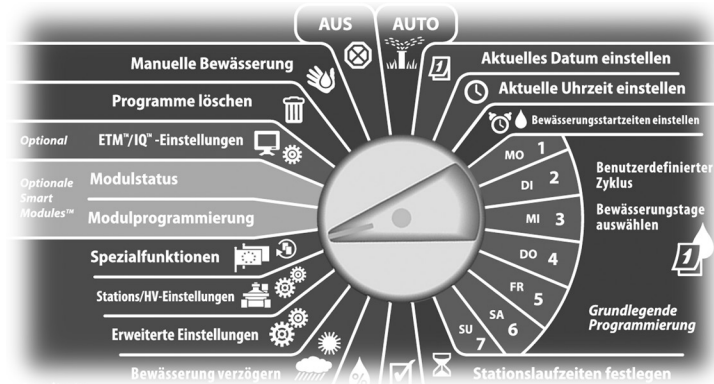 AUS
AUTO
Manuelle Bewässerung
Programme löschen
Optional
ETM™/IQ™ -Einstellungen
Optionale
Smart
Modules™
Modulstatus
Modulprogrammierung
Spezialfunktionen
Stations/HV-Einstellungen
Erweiterte Einstellungen
Bewässerung verzögern
Aktuelles Datum einstellen
Aktuelle Uhrzeit einstellen
Bewässerungsstartzeiten einstellen
MO 1
DI 2
MI 3
DO 4
FR 5
SA 6
SU 7
Benutzerdefinierter
Zyklus
Bewässerungstage
auswählen
1
Grundlegende
Programmierung
Stationslaufzeiten festlegen
1
%